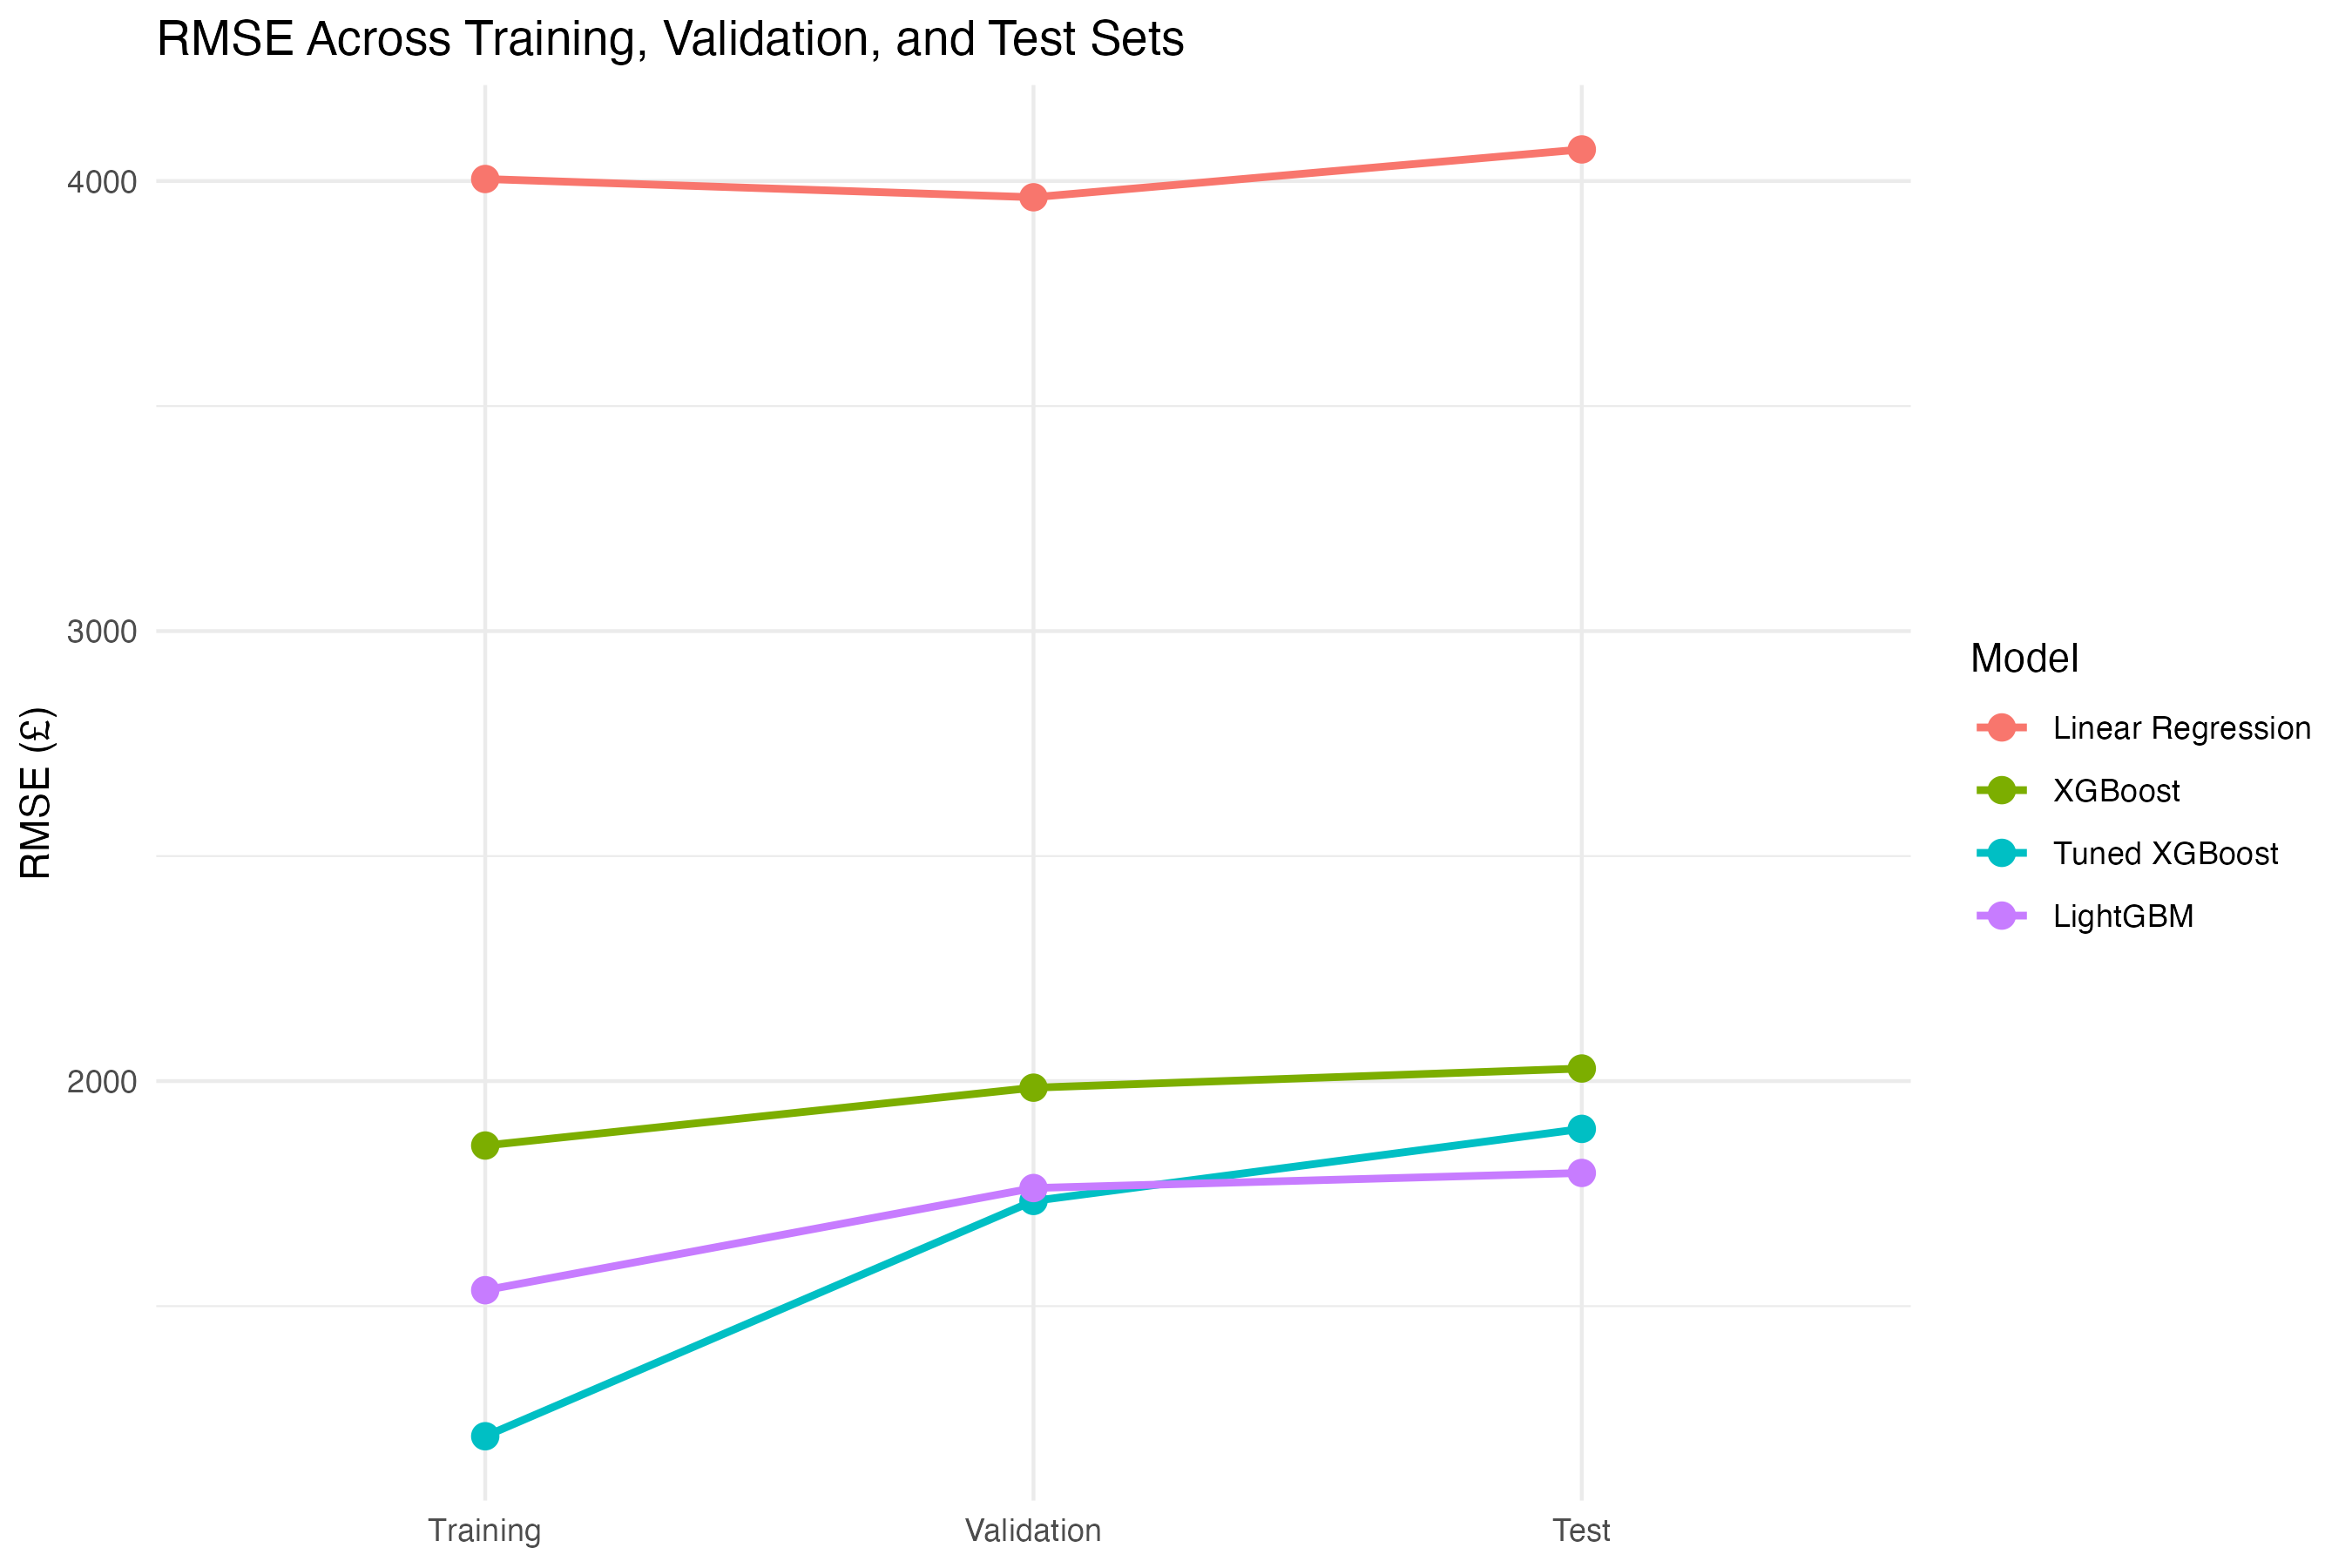 RMSE Across Training, Validation, and Test Sets
RMSE (£)
4000
3000
2000
Training Validation Test
Model
Linear Regression
XGBoost
Tuned XGBoost
LightGBM